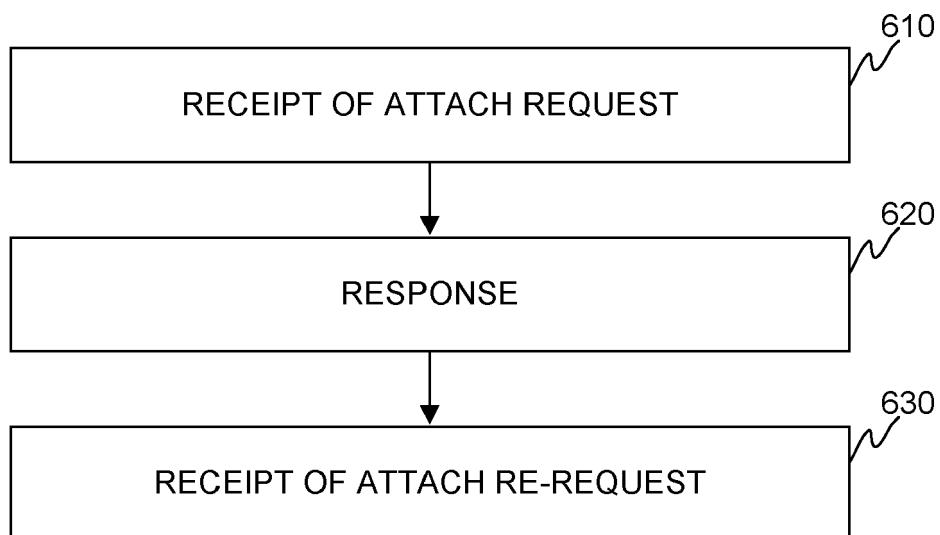 610
RECEIPT OF ATTACH REQUEST
620
RESPONSE
630
RECEIPT OF ATTACH RE-REQUEST